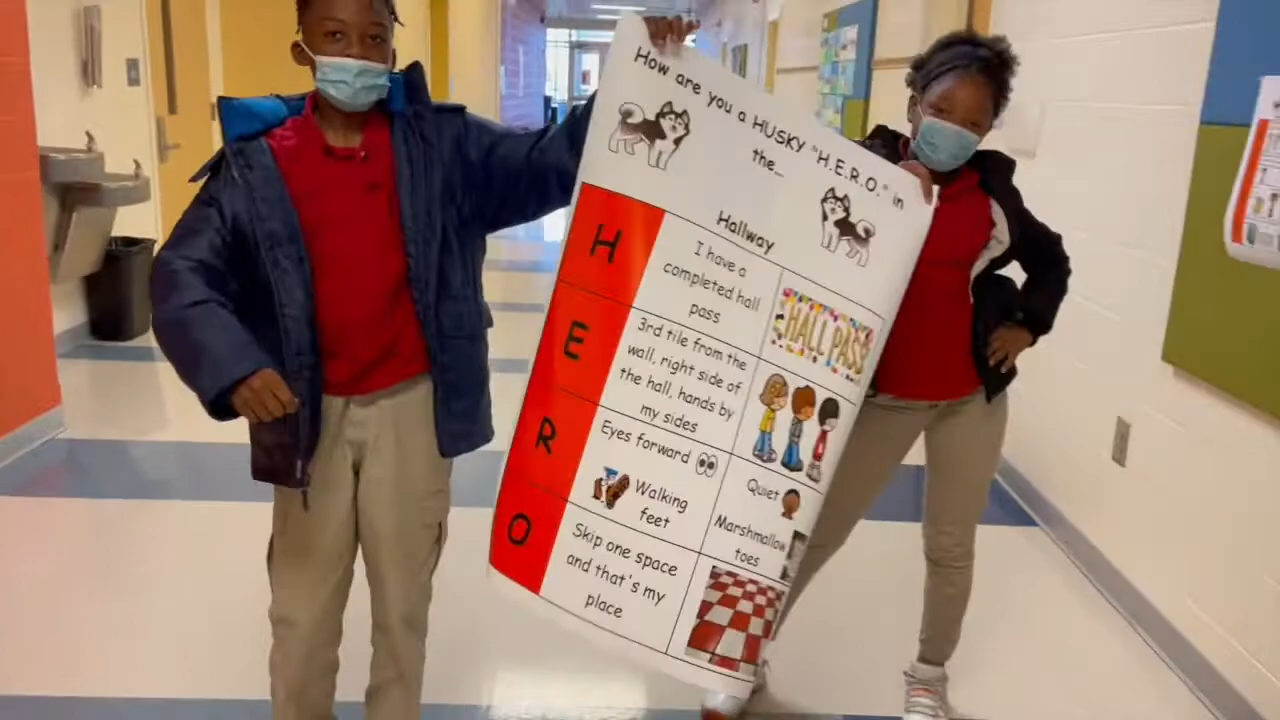 How are you a HUSKY "H.E.R.O." in
the...
Hallway
H
I have a
completed hall
pass
HALL PASS
E
3rd tile from the
wall, right side of
the hall, hands by
my sides
R
Eyes forward
Walking
feet
Quiet
Marshmallow
toes
O
Skip one space
and that's my
place